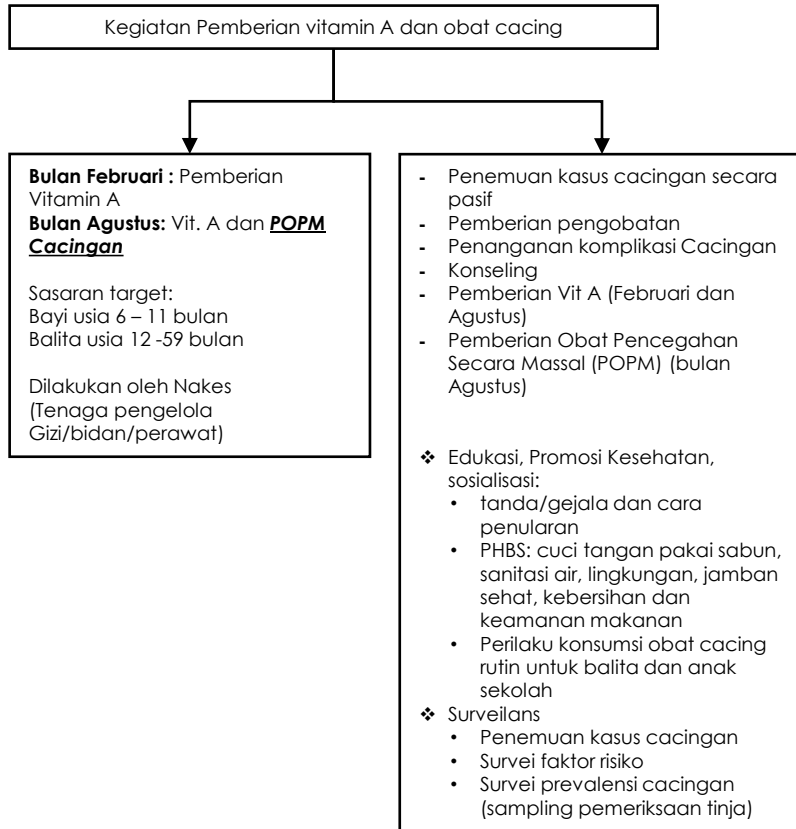 Kegiatan Pemberian vitamin A dan obat cacing
Bulan Februari : Pemberian
Vitamin A
Bulan Agustus: Vit. A dan POPM
Cacingan
Sasaran target:
Bayi usia 6 – 11 bulan
Balita usia 12 -59 bulan
Dilakukan oleh Nakes
(Tenaga pengelola
Gizi/bidan/perawat)
- Penemuan kasus cacingan secara
pasif
- Pemberian pengobatan
- Penanganan komplikasi Cacingan
- Konseling
- Pemberian Vit A (Februari dan
Agustus)
- Pemberian Obat Pencegahan
Secara Massal (POPM) (bulan
Agustus)
❖ Edukasi, Promosi Kesehatan,
sosialisasi:
• tanda/gejala dan cara
penularan
• PHBS: cuci tangan pakai sabun,
sanitasi air, lingkungan, jamban
sehat, kebersihan dan
keamanan makanan
• Perilaku konsumsi obat cacing
rutin untuk balita dan anak
sekolah
❖ Surveilans
• Penemuan kasus cacingan
• Survei faktor risiko
• Survei prevalensi cacingan
(sampling pemeriksaan tinja)